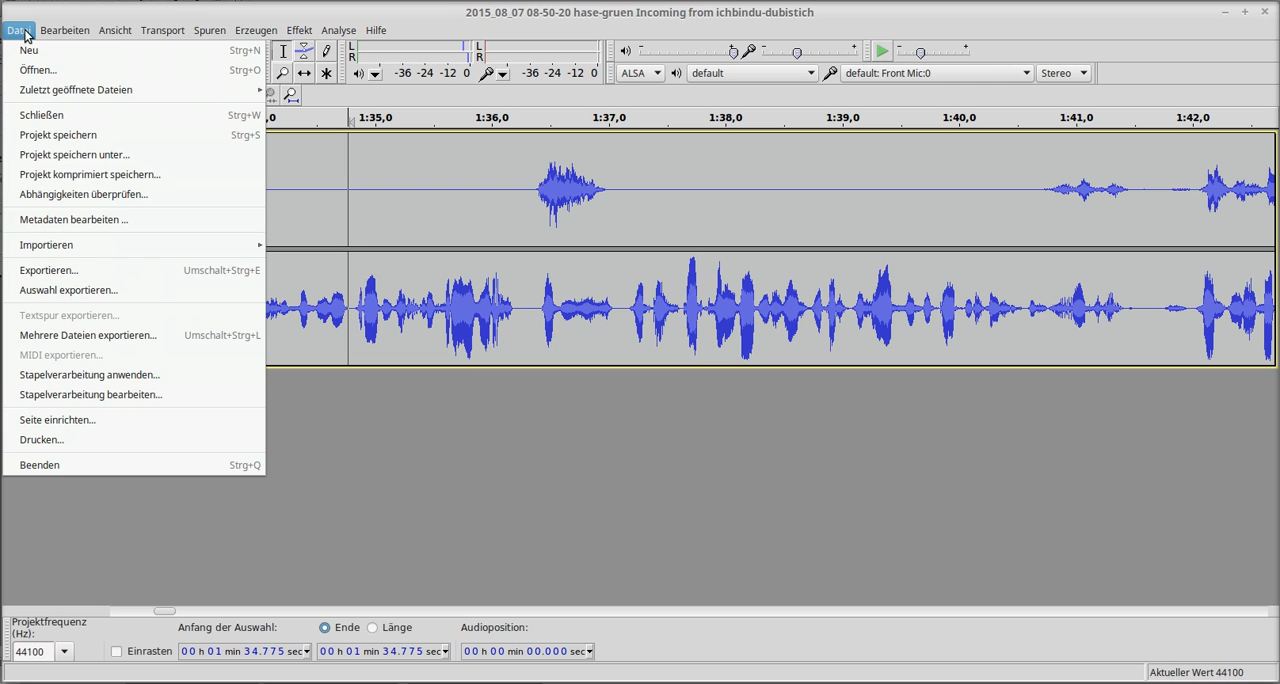 2015_08_07 08-50-20 hase-gruen Incoming from ichbindu-dubistich
Datei Bearbeiten Ansicht Transport Spuren Erzeugen Effekt Analyse Hilfe
Neu Strg+N
Öffnen... Strg+O
Zuletzt geöffnete Dateien
Schließen Strg+W
Projekt speichern Strg+S
Projekt speichern unter...
Projekt komprimiert speichern...
Abhängigkeiten überprüfen...
Metadaten bearbeiten ...
Importieren
Exportieren... Umschalt+Strg+E
Auswahl exportieren...
Textspur exportieren...
Mehrere Dateien exportieren... Umschalt+Strg+L
MIDI exportieren...
Stapelverarbeitung anwenden...
Stapelverarbeitung bearbeiten...
Seite einrichten...
Drucken...
Beenden Strg+Q
L L
R R
-36 -24 -12 0 -36 -24 -12 0
ALSA default default: Front Mic:0 Stereo
,0 1:35,0 1:36,0 1:37,0 1:38,0 1:39,0 1:40,0 1:41,0 1:42,0
Projektfrequenz
(Hz):
Anfang der Auswahl: Ende Länge Audioposition:
44100 Einrasten 00 h 01 min 34.775 sec 00 h 01 min 34.775 sec 00 h 00 min 00.000 sec
Aktueller Wert 44100